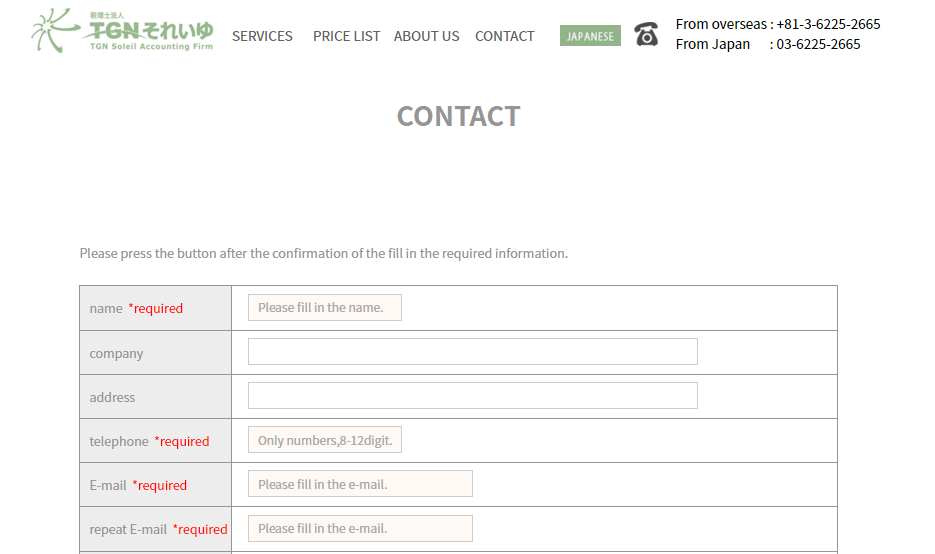 税理士法人
TGNそれいゆ
TGN Soleil Accounting Firm
SERVICES PRICE LIST ABOUT US CONTACT
JAPANESE
From overseas : +81-3-6225-2665
From Japan : 03-6225-2665
CONTACT
Please press the button after the confirmation of the fill in the required information.
name *required Please fill in the name.
company
address
telephone *required Only numbers,8-12digit.
E-mail *required Please fill in the e-mail.
repeat E-mail *required Please fill in the e-mail.